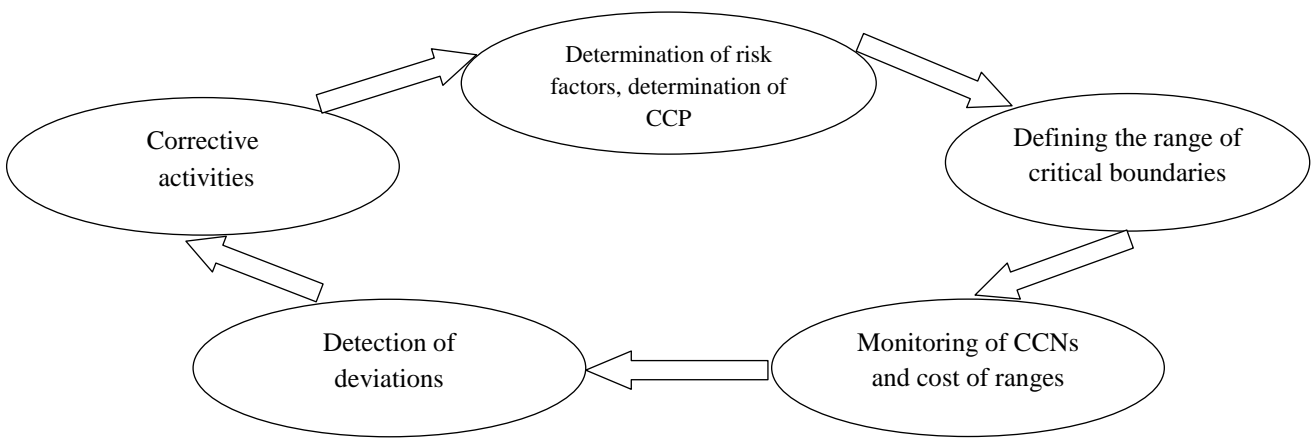 Determination of risk
factors, determination of
CCP
Defining the range of
critical boundaries
Monitoring of CCNs
and cost of ranges
Detection of
deviations
Corrective
activities